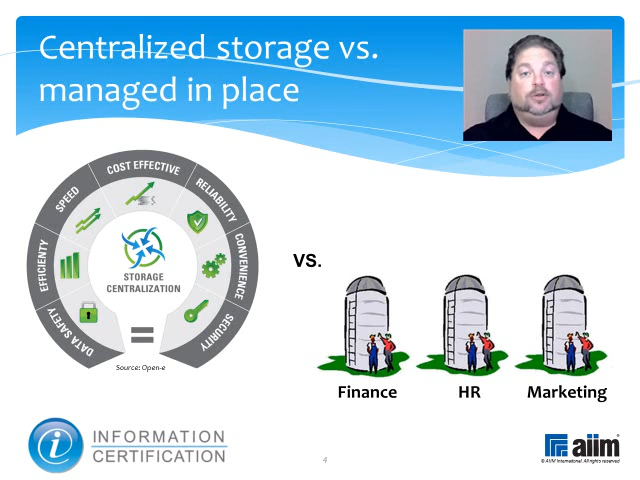 Centralized storage vs.
managed in place
DATA SAFETY
EFFICIENTY
SPEED
COST EFFECTIVE
RELIABILITY
CONVENIENCE
SECURITY
STORAGE
CENTRALIZATION
Source: Open-e
VS.
Finance HR Marketing
i INFORMATION
CERTIFICATION
4
aiim
© AIIM International. All rights reserved